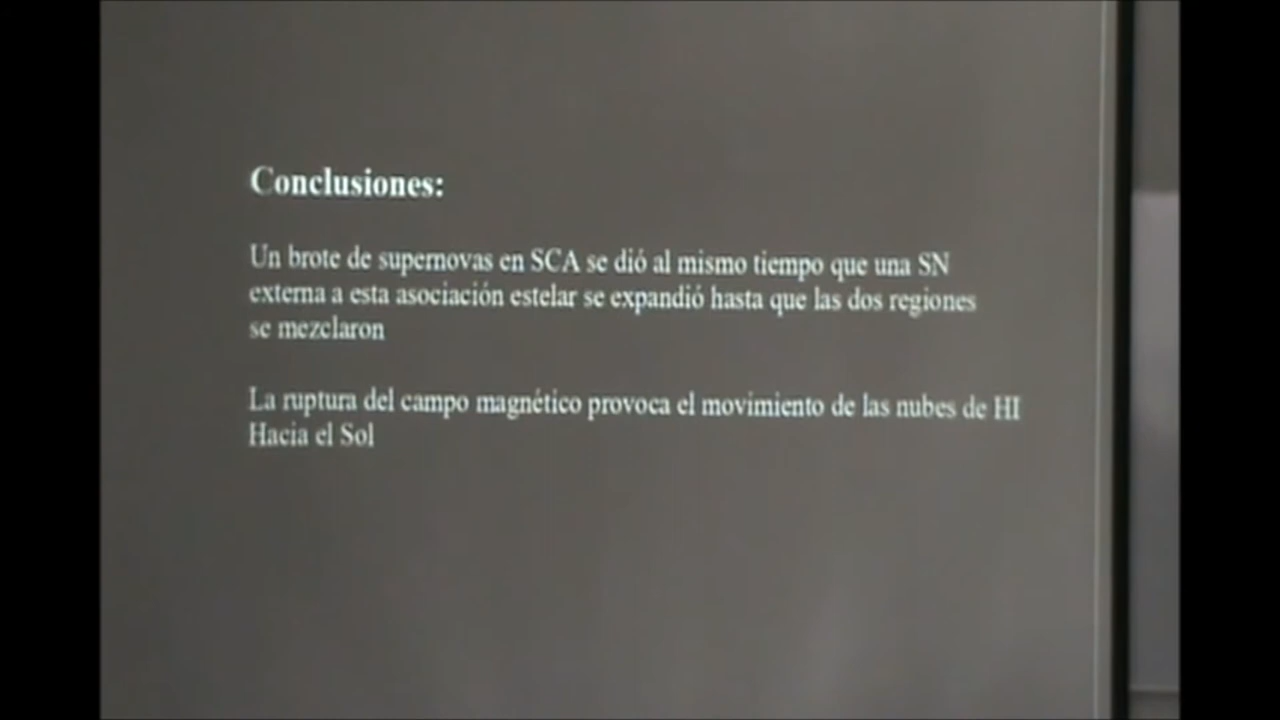 Conclusiones:
Un brote de supernovas en SCA se dió al mismo tiempo que una SN
externa a esta asociación estelar se expandió hasta que las dos regiones
se mezclaron
La ruptura del campo magnético provoca el movimiento de las nubes de HI
Hacia el Sol